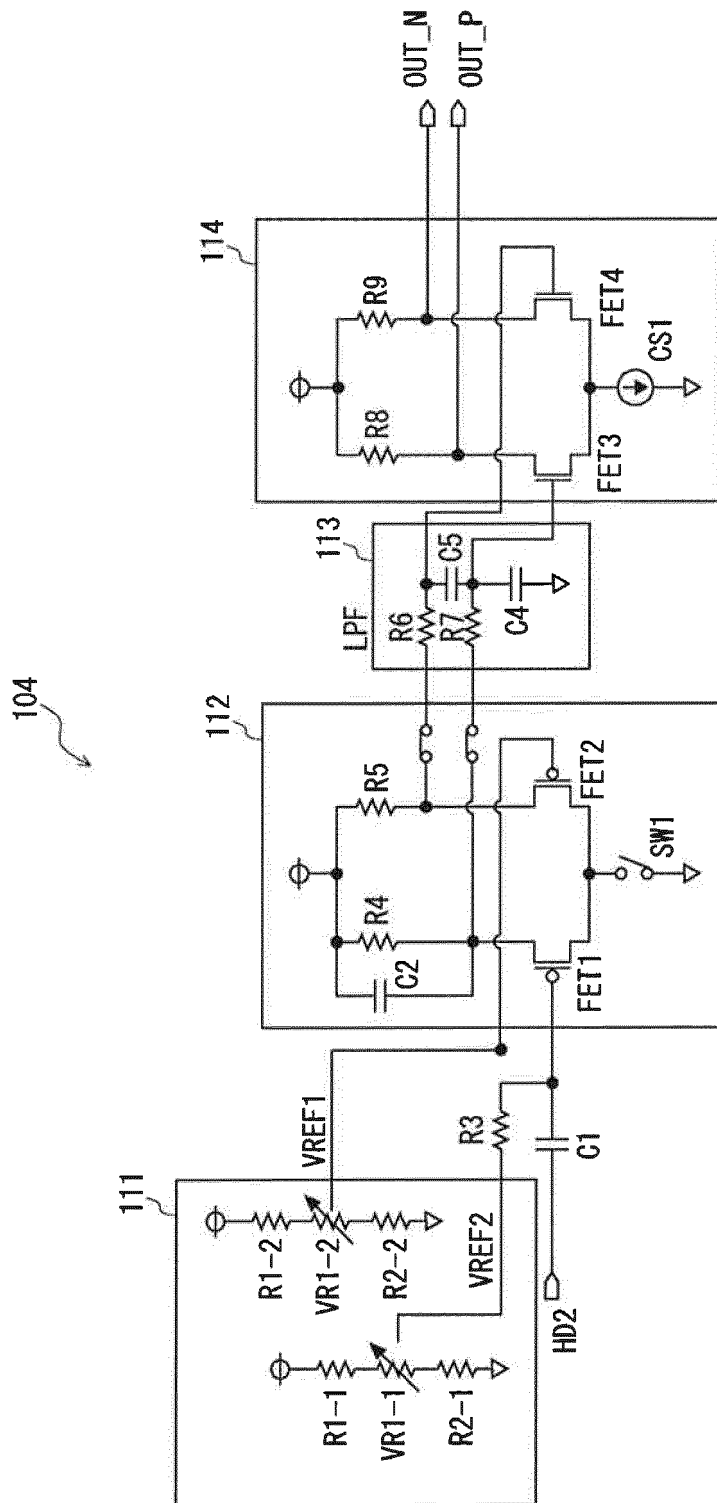 104
111
R1-1
VR1-1
R2-1
R1-2
VR1-2
R2-2
VREF1
VREF2
R3
C1
HD2
112
C2
R4
R5
FET1
FET2
SW1
113
LPF
R6
R7
C5
C4
114
R8
R9
FET3
FET4
CS1
OUT_N
OUT_P